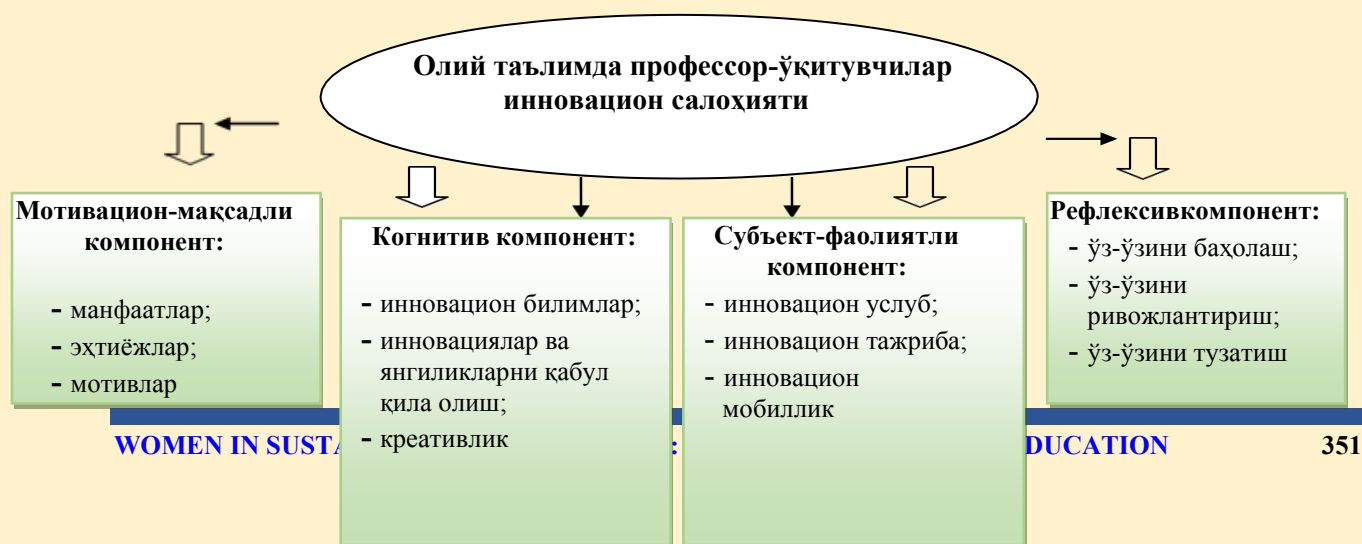 Олий таълимда профессор-ўқитувчилар
инновацион салоҳияти
Мотивацион-мақсадли
компонент:
- манфаатлар;
- эҳтиёжлар;
- мотивлар
Когнитив компонент:
- инновацион билимлар;
- инновациялар ва
янгиликларни қабул
қила олиш;
- креативлик
Субъект-фаолиятли
компонент:
- инновацион услуб;
- инновацион тажриба;
- инновацион
мобиллик
Рефлексивкомпонент:
- ўз-ўзини баҳолаш;
- ўз-ўзини
ривожлантириш;
- ўз-ўзини тузатиш
WOMEN IN SUSTA : DUCATION 351